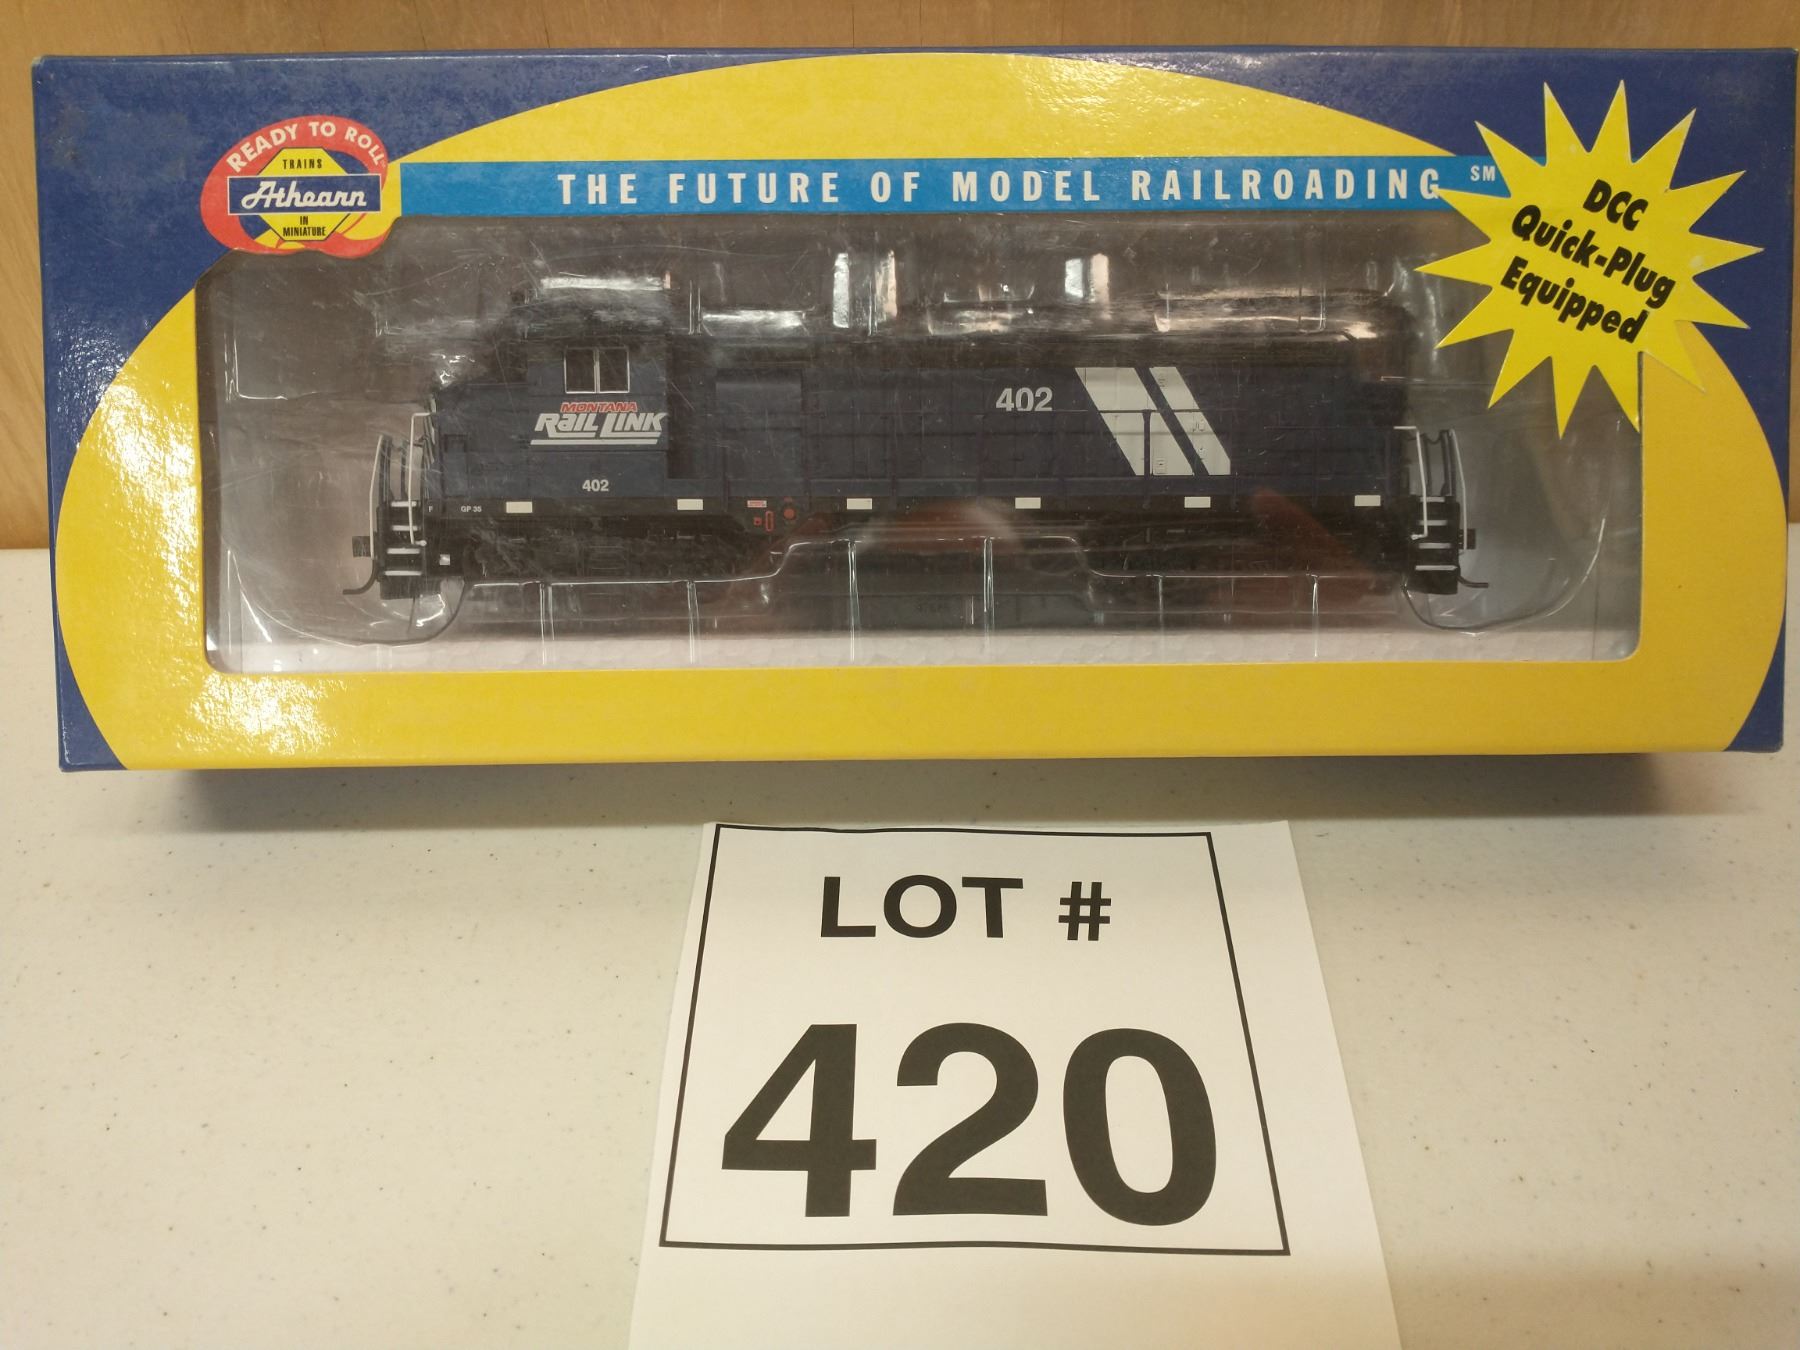 READY TO ROLL
TRAINS
Athearn
IN
MINIATURE
THE FUTURE OF MODEL RAILROADING SM
DCC
Quick-Plug
Equipped
MONTANA
RAIL LINK
402
402
F
GP 35
LOT #
420